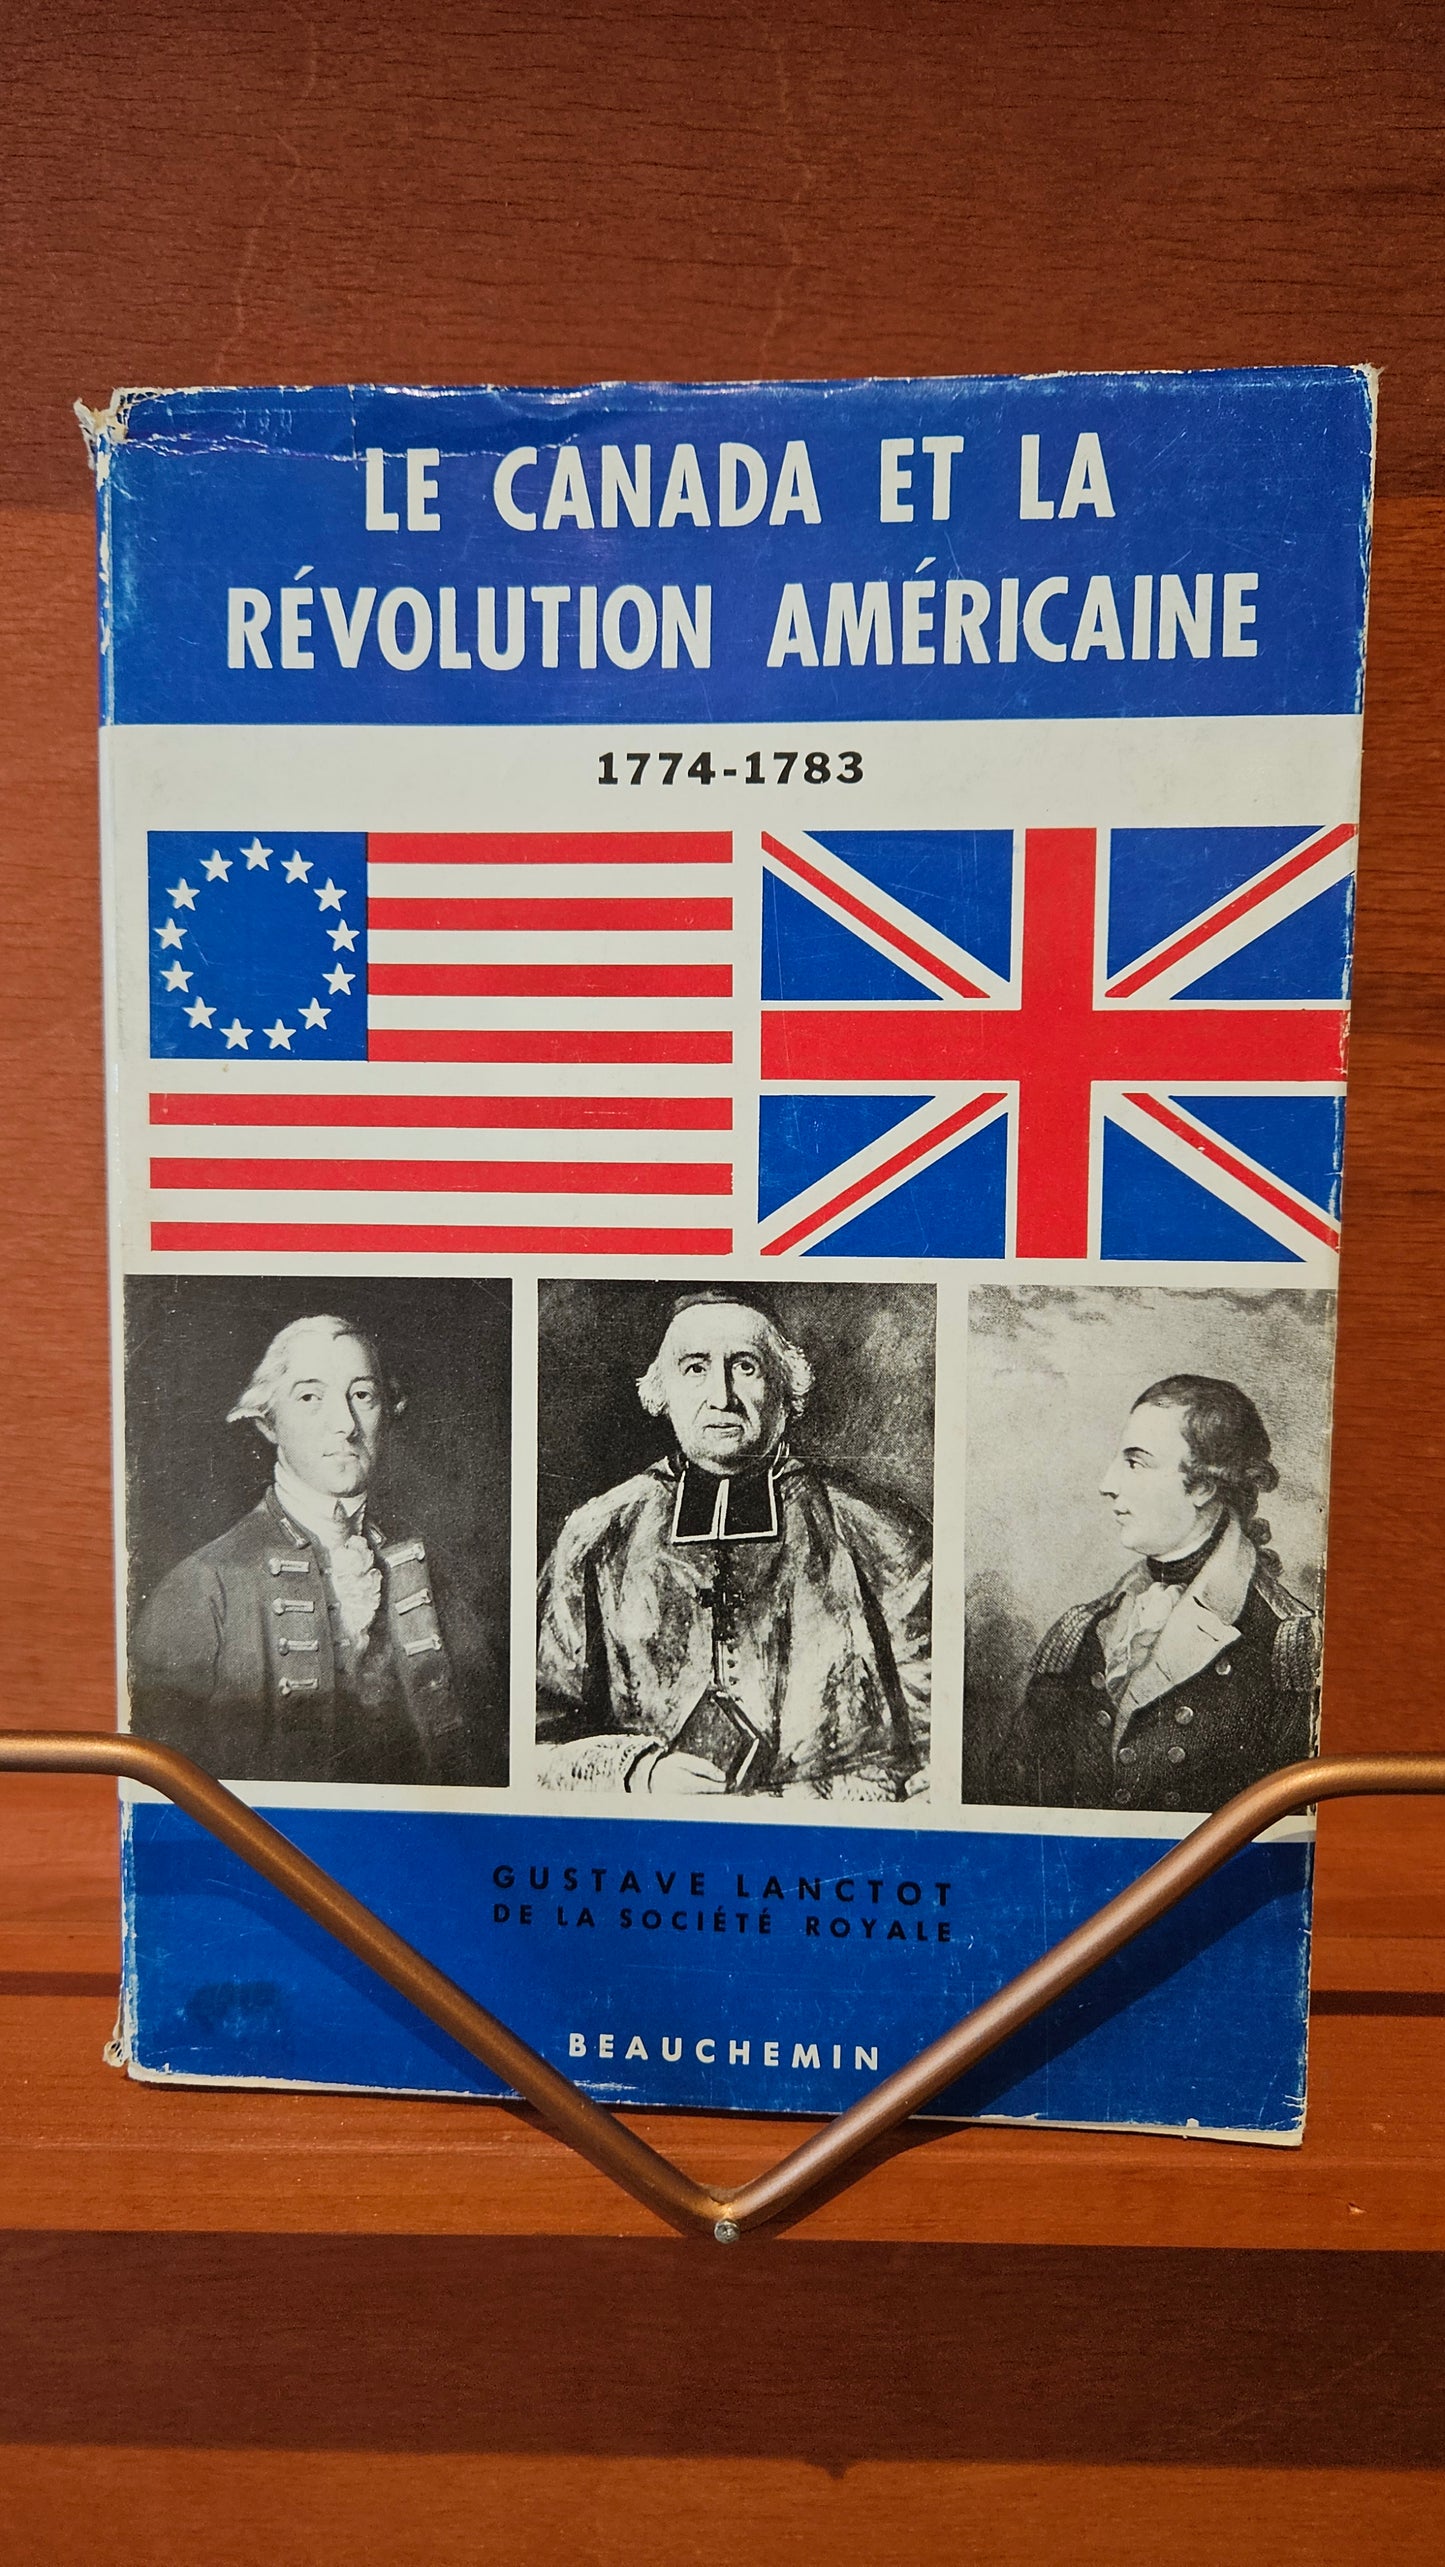 LE CANADA ET LA
RÉVOLUTION AMÉRICAINE
1774-1783
GUSTAVE LANCTOT
DE LA SOCIÉTÉ ROYALE
BEAUCHEMIN